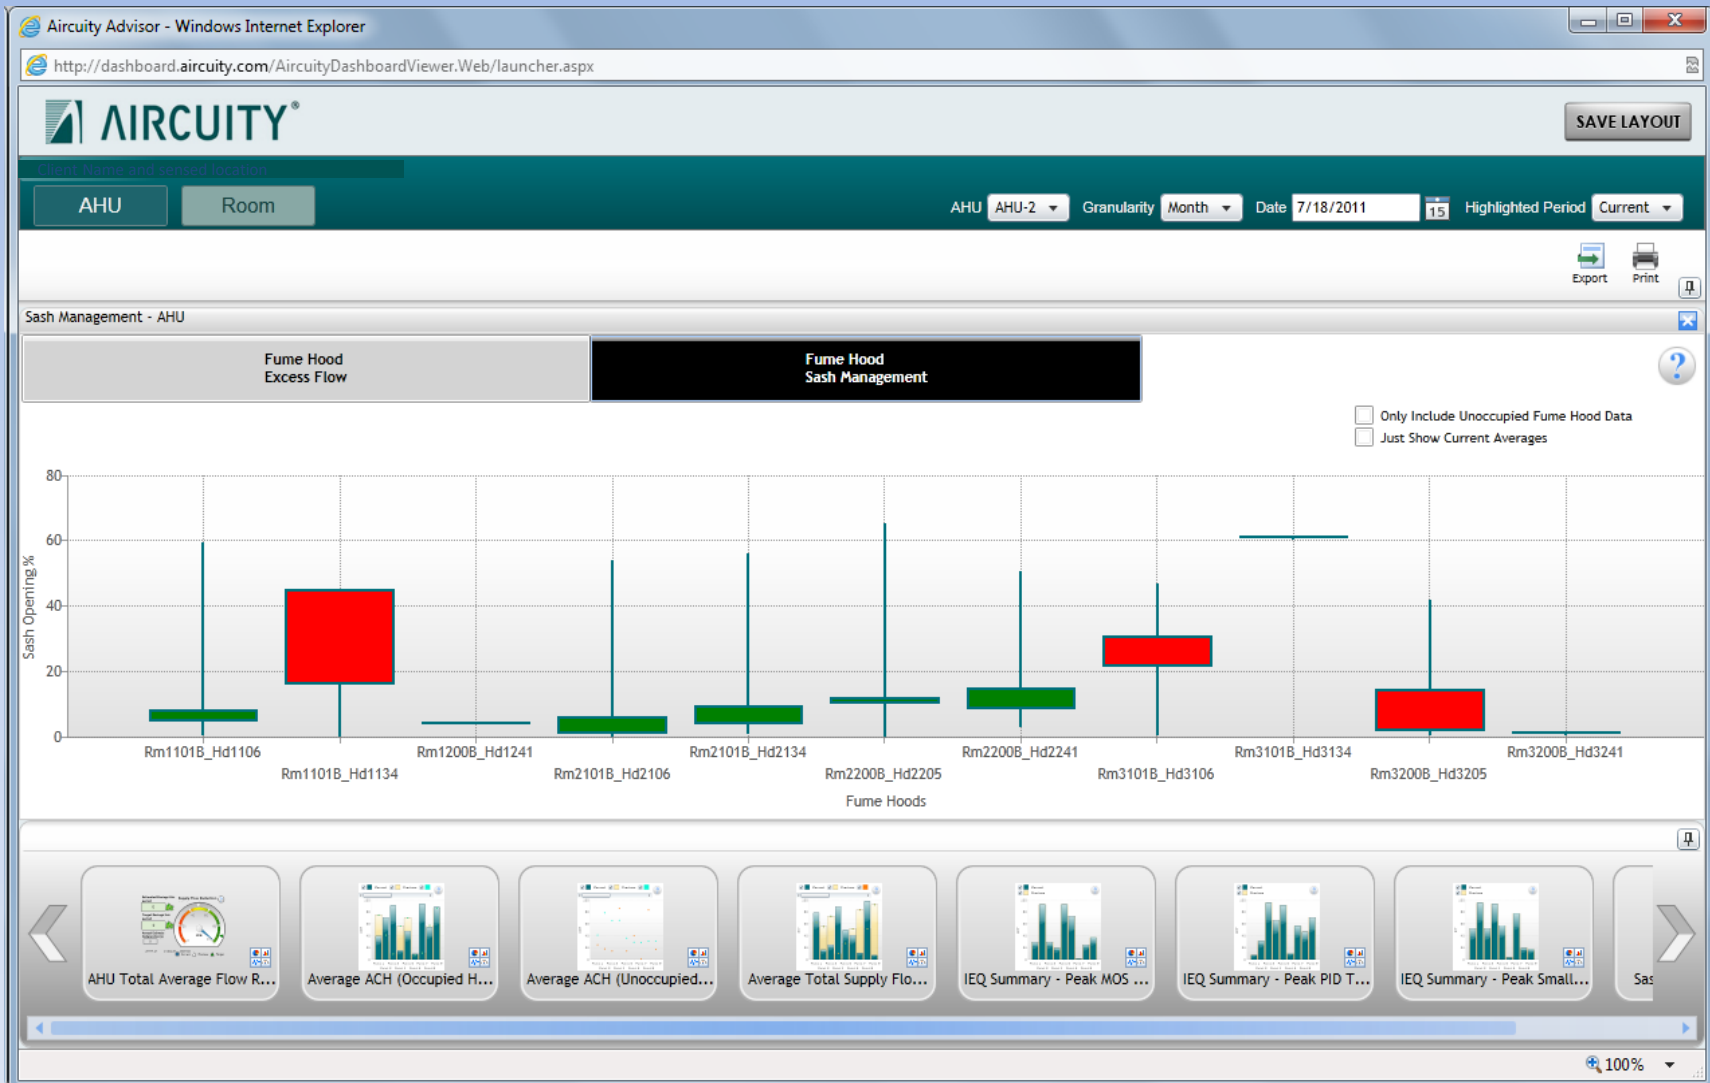 Aircuity Advisor - Windows Internet Explorer
http://dashboard.aircuity.com/AircuityDashboardViewer.Web/launcher.aspx
AIRCUITY®
SAVE LAYOUT
Client Name and sensed location
AHU
Room
AHU AHU-2 Granularity Month Date 7/18/2011 15 Highlighted Period Current
Export
Print
Sash Management - AHU
Fume Hood
Excess Flow
Fume Hood
Sash Management
?
Only Include Unoccupied Fume Hood Data
Just Show Current Averages
Sash Opening %
80
60
40
20
0
Rm1101B_Hd1106
Rm1101B_Hd1134
Rm1200B_Hd1241
Rm2101B_Hd2106
Rm2101B_Hd2134
Rm2200B_Hd2205
Rm2200B_Hd2241
Rm3101B_Hd3106
Rm3101B_Hd3134
Rm3200B_Hd3205
Rm3200B_Hd3241
Fume Hoods
AHU Total Average Flow R...
Average ACH (Occupied H...
Average ACH (Unoccupied...
Average Total Supply Flo...
IEQ Summary - Peak MOS ...
IEQ Summary - Peak PID T...
IEQ Summary - Peak Small...
Sas
100%